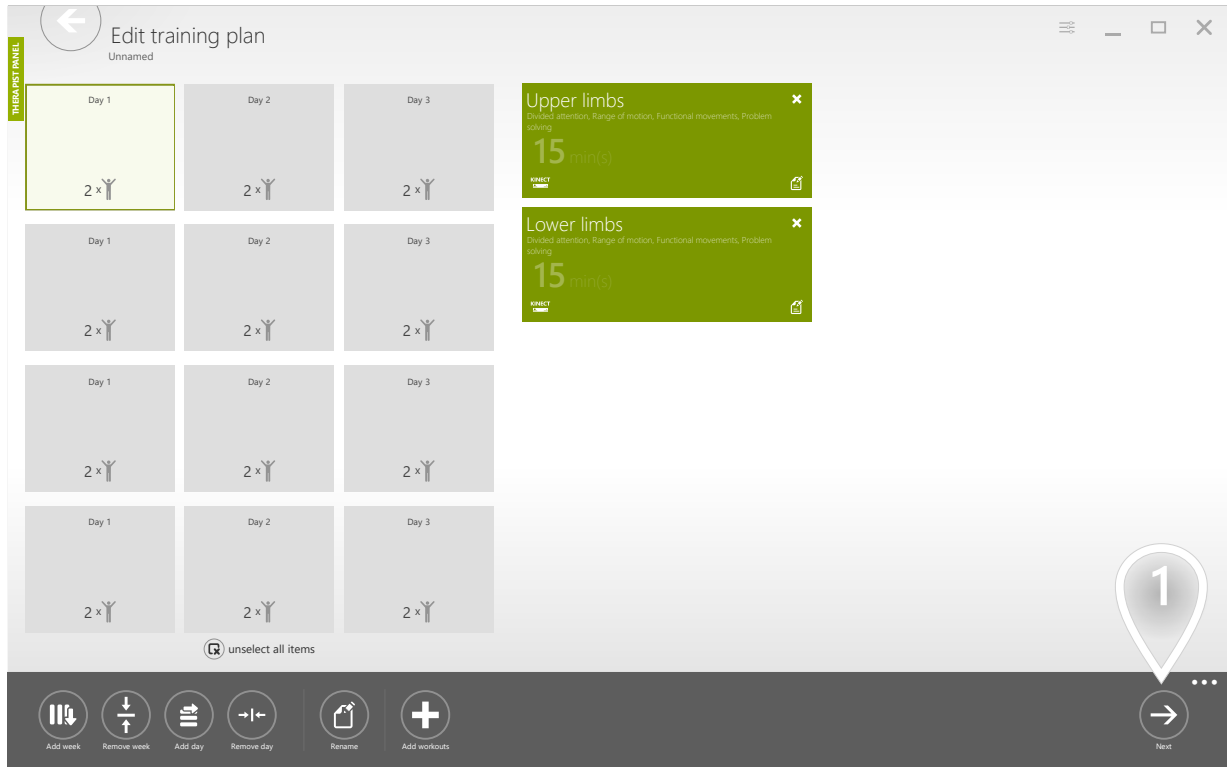 Edit training plan
Unnamed
THERAPIST PANEL
Day 1
Day 2
Day 3
2 x
2 x
2 x
Day 1
Day 2
Day 3
2 x
2 x
2 x
Day 1
Day 2
Day 3
2 x
2 x
2 x
Day 1
Day 2
Day 3
2 x
2 x
2 x
unselect all items
Upper limbs
Divided attention, Range of motion, Functional movements, Problem
solving
15 min(s)
KINECT
Lower limbs
Divided attention, Range of motion, Functional movements, Problem
solving
15 min(s)
KINECT
1
Add week
Remove week
Add day
Remove day
Rename
Add workouts
Next